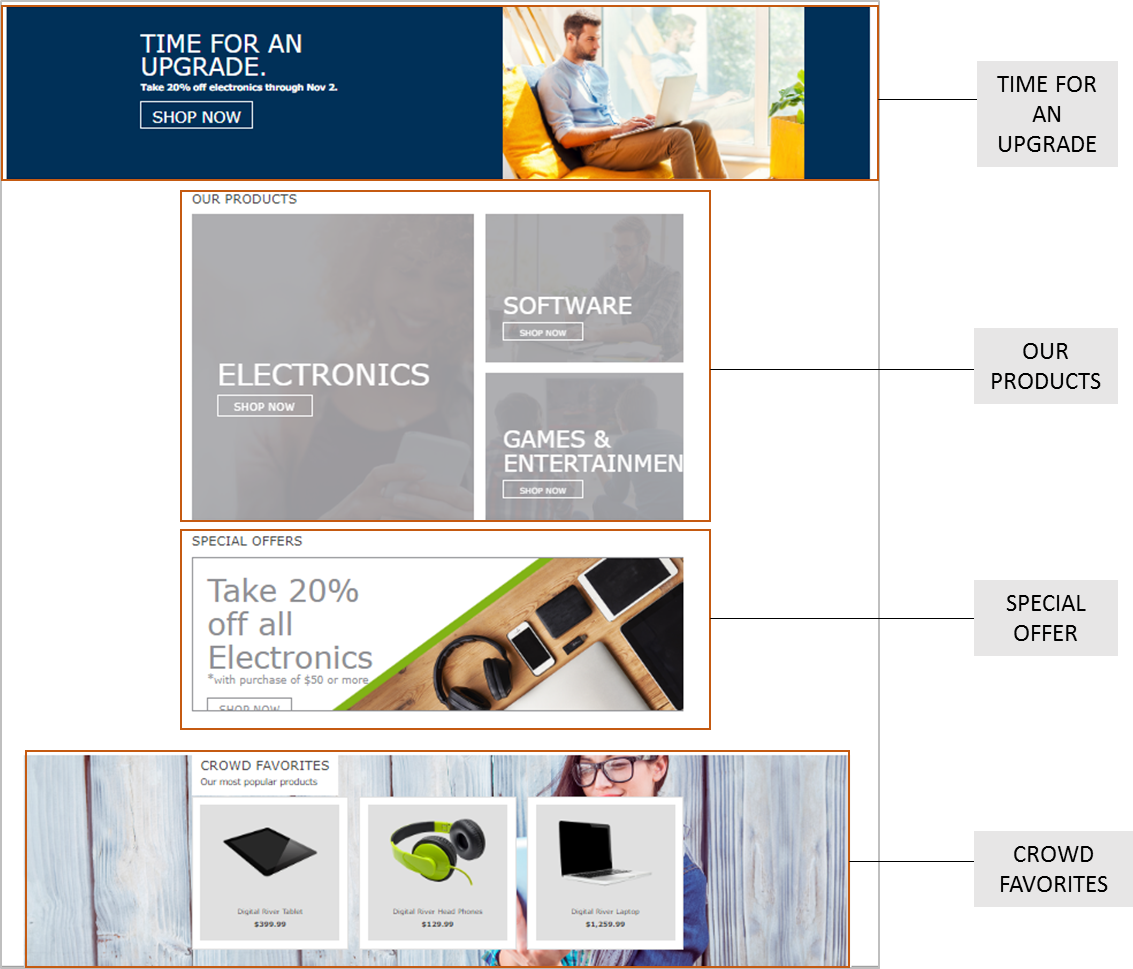 TIME FOR AN
UPGRADE.
Take 20% off electronics through Nov 2.
SHOP NOW
TIME FOR
AN
UPGRADE
OUR PRODUCTS
ELECTRONICS
SHOP NOW
SOFTWARE
SHOP NOW
GAMES &
ENTERTAINMEN
SHOP NOW
OUR
PRODUCTS
SPECIAL OFFERS
Take 20%
off all
Electronics
*with purchase of $50 or more
SHOP NOW
SPECIAL
OFFER
CROWD FAVORITES
Our most popular products
Digital River Tablet
$399.99
Digital River Head Phones
$129.99
Digital River Laptop
$1,259.99
CROWD
FAVORITES